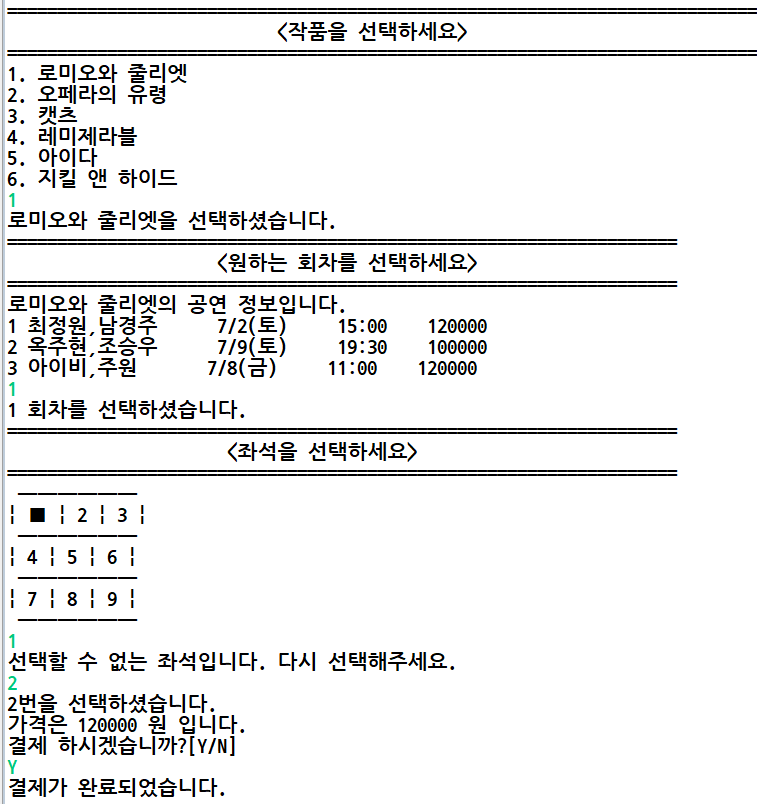 ===================================================================
<작품을 선택하세요>
===================================================================
1. 로미오와 줄리엣
2. 오페라의 유령
3. 캣츠
4. 레미제라블
5. 아이다
6. 지킬 앤 하이드
1
로미오와 줄리엣을 선택하셨습니다.
===================================================================
<원하는 회차를 선택하세요>
===================================================================
로미오와 줄리엣의 공연 정보입니다.
1 최정원,남경주 7/2(토) 15:00 120000
2 옥주현,조승우 7/9(토) 19:30 100000
3 아이비,주원 7/8(금) 11:00 120000
1
1 회차를 선택하셨습니다.
===================================================================
<좌석을 선택하세요>
===================================================================
——————
¦ ■ ¦ 2 ¦ 3 ¦
——————
¦ 4 ¦ 5 ¦ 6 ¦
——————
¦ 7 ¦ 8 ¦ 9 ¦
——————
1
선택할 수 없는 좌석입니다. 다시 선택해주세요.
2
2번을 선택하셨습니다.
가격은 120000 원 입니다.
결제 하시겠습니까?[Y/N]
Y
결제가 완료되었습니다.